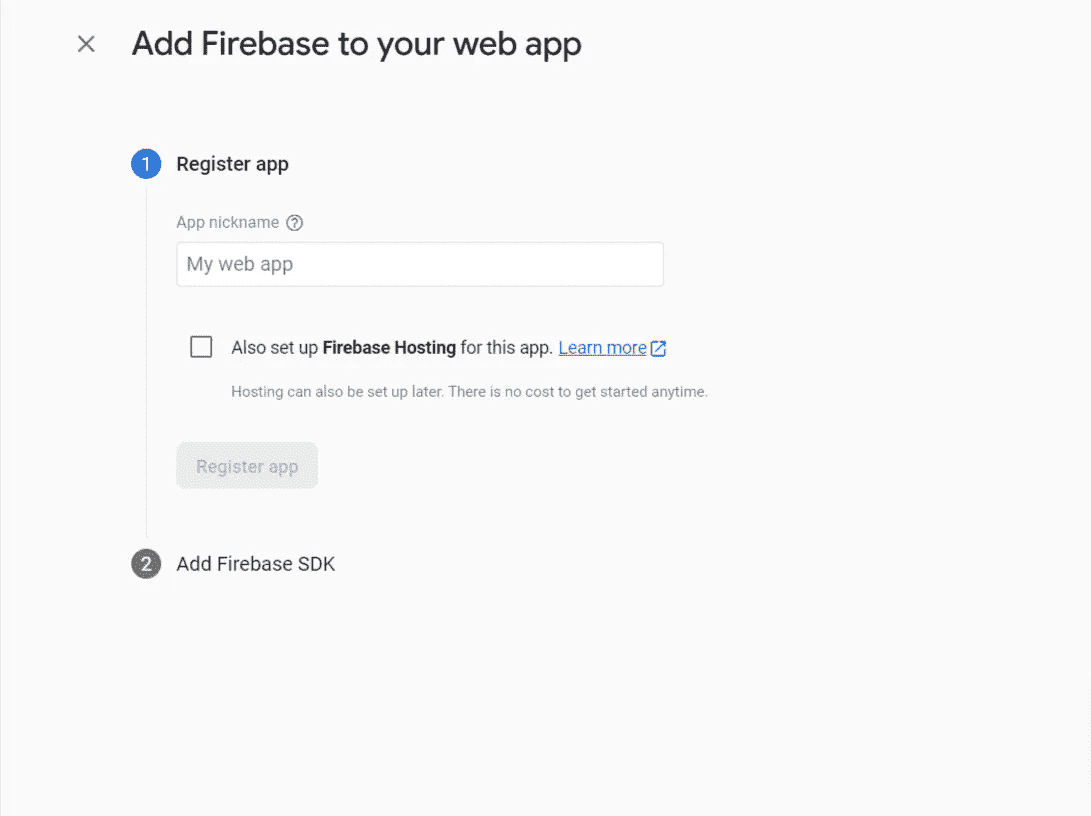 Add Firebase to your web app
1 Register app
App nickname
My web app
Also set up Firebase Hosting for this app. Learn more
Hosting can also be set up later. There is no cost to get started anytime.
Register app
2 Add Firebase SDK